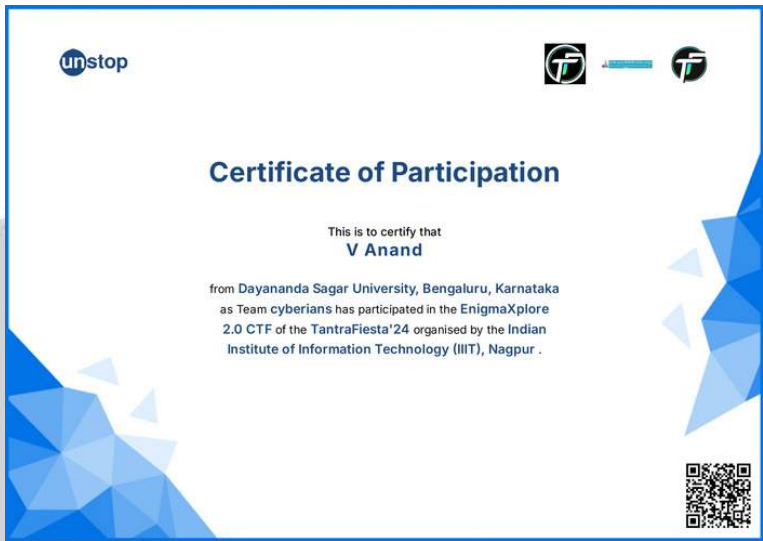 unstop
Certificate of Participation
This is to certify that
V Anand
from Dayananda Sagar University, Bengaluru, Karnataka
as Team cyberians has participated in the EnigmaXplore
2.0 CTF of the TantraFiesta'24 organised by the Indian
Institute of Information Technology (IIIT), Nagpur .